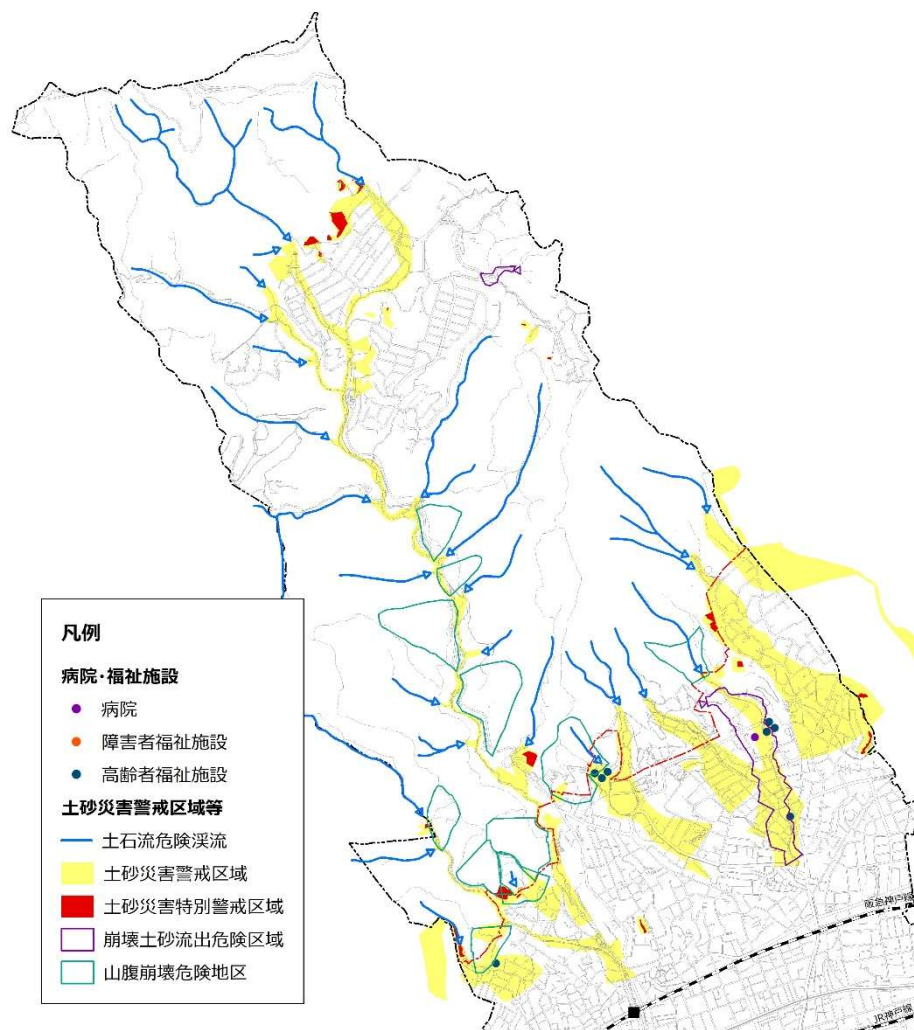 凡例
病院・福祉施設
病院
障害者福祉施設
高齢者福祉施設
土砂災害警戒区域等
土石流危険渓流
土砂災害警戒区域
土砂災害特別警戒区域
崩壊土砂流出危険区域
山腹崩壊危険地区
阪急神戸線
JR神戸線